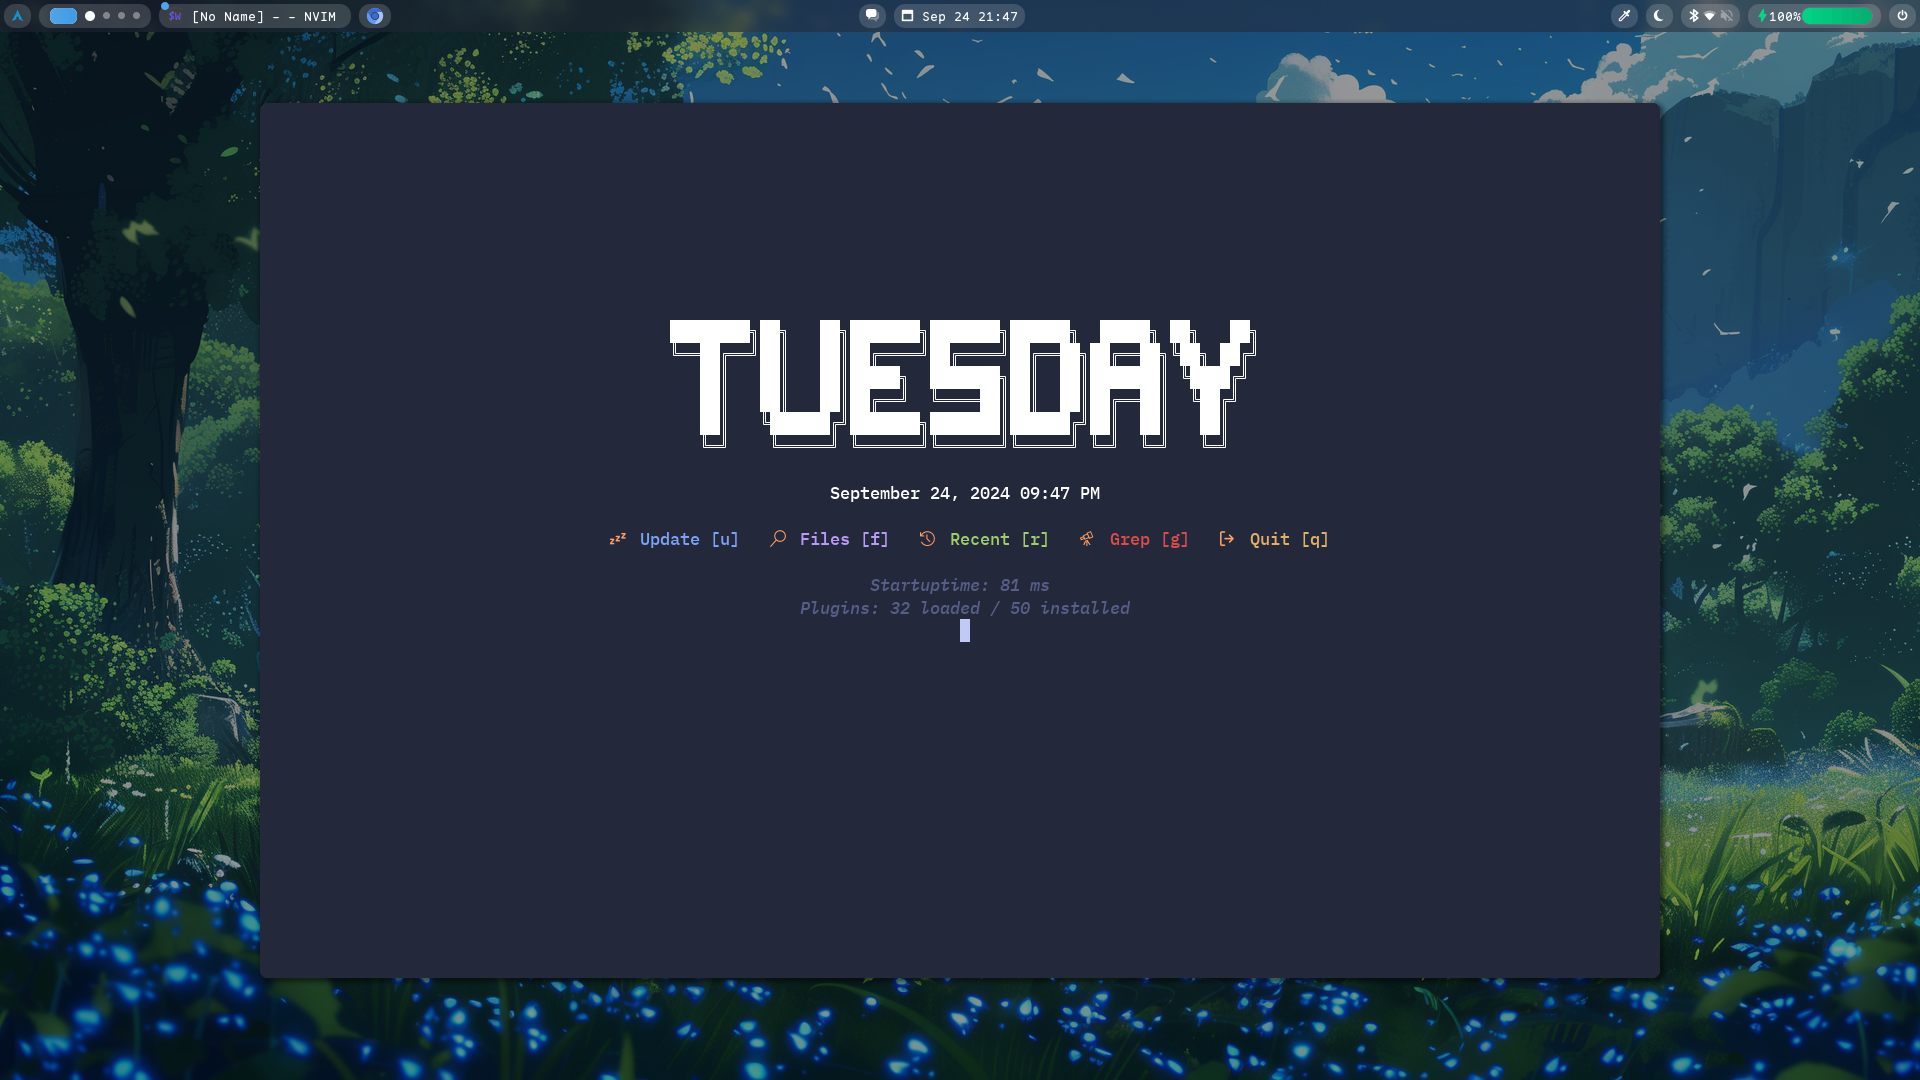 [No Name] - - NVIM
Sep 24 21:47
100%
TUESDAY
September 24, 2024 09:47 PM
zzz Update [u] Files [f] Recent [r] Grep [g] Quit [q]
Startuptime: 81 ms
Plugins: 32 loaded / 50 installed